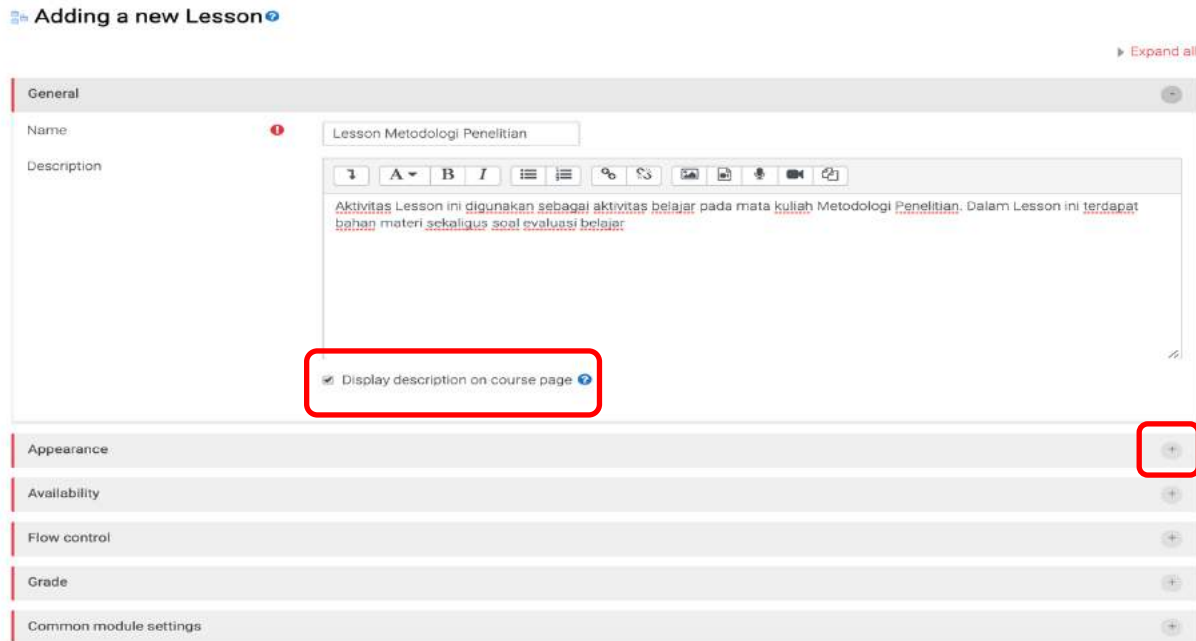 Adding a new Lesson
Expand all
General
Name
Lesson Metodologi Penelitian
Description
A B I
Aktivitas Lesson ini digunakan sebagai aktivitas belajar pada mata kuliah Metodologi Penelitian. Dalam Lesson ini terdapat
bahan materi sekaligus soal evaluasi belajar
Display description on course page
Appearance
Availability
Flow control
Grade
Common module settings